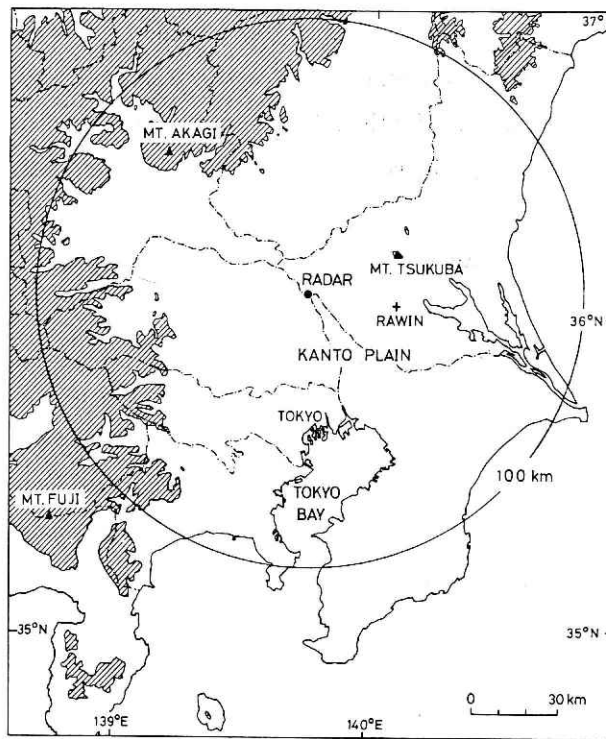 37°
MT. AKAGI
MT. TSUKUBA
RADAR
RAWIN
36°N
KANTO PLAIN
TOKYO
100 km
MT. FUJI
TOKYO
BAY
35°N
35°N
0 30 km
139°E
140°E